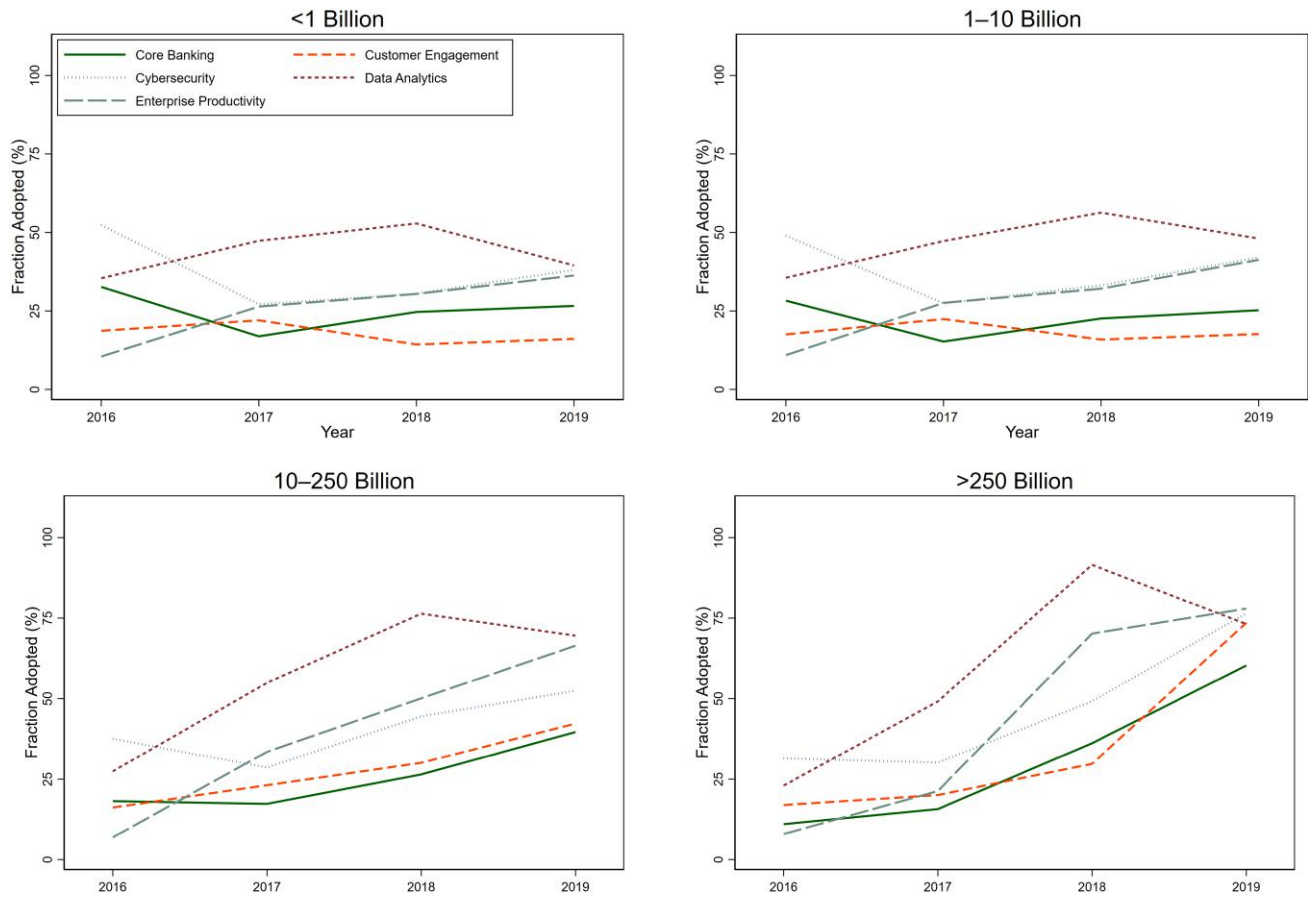 <1 Billion
Core Banking
Customer Engagement
Cybersecurity
Data Analytics
Enterprise Productivity
Fraction Adopted (%)
100
75
50
25
0
2016 2017 2018 2019
Year
1–10 Billion
Fraction Adopted (%)
100
75
50
25
0
2016 2017 2018 2019
Year
10–250 Billion
Fraction Adopted (%)
100
75
50
25
0
2016 2017 2018 2019
>250 Billion
Fraction Adopted (%)
100
75
50
25
0
2016 2017 2018 2019